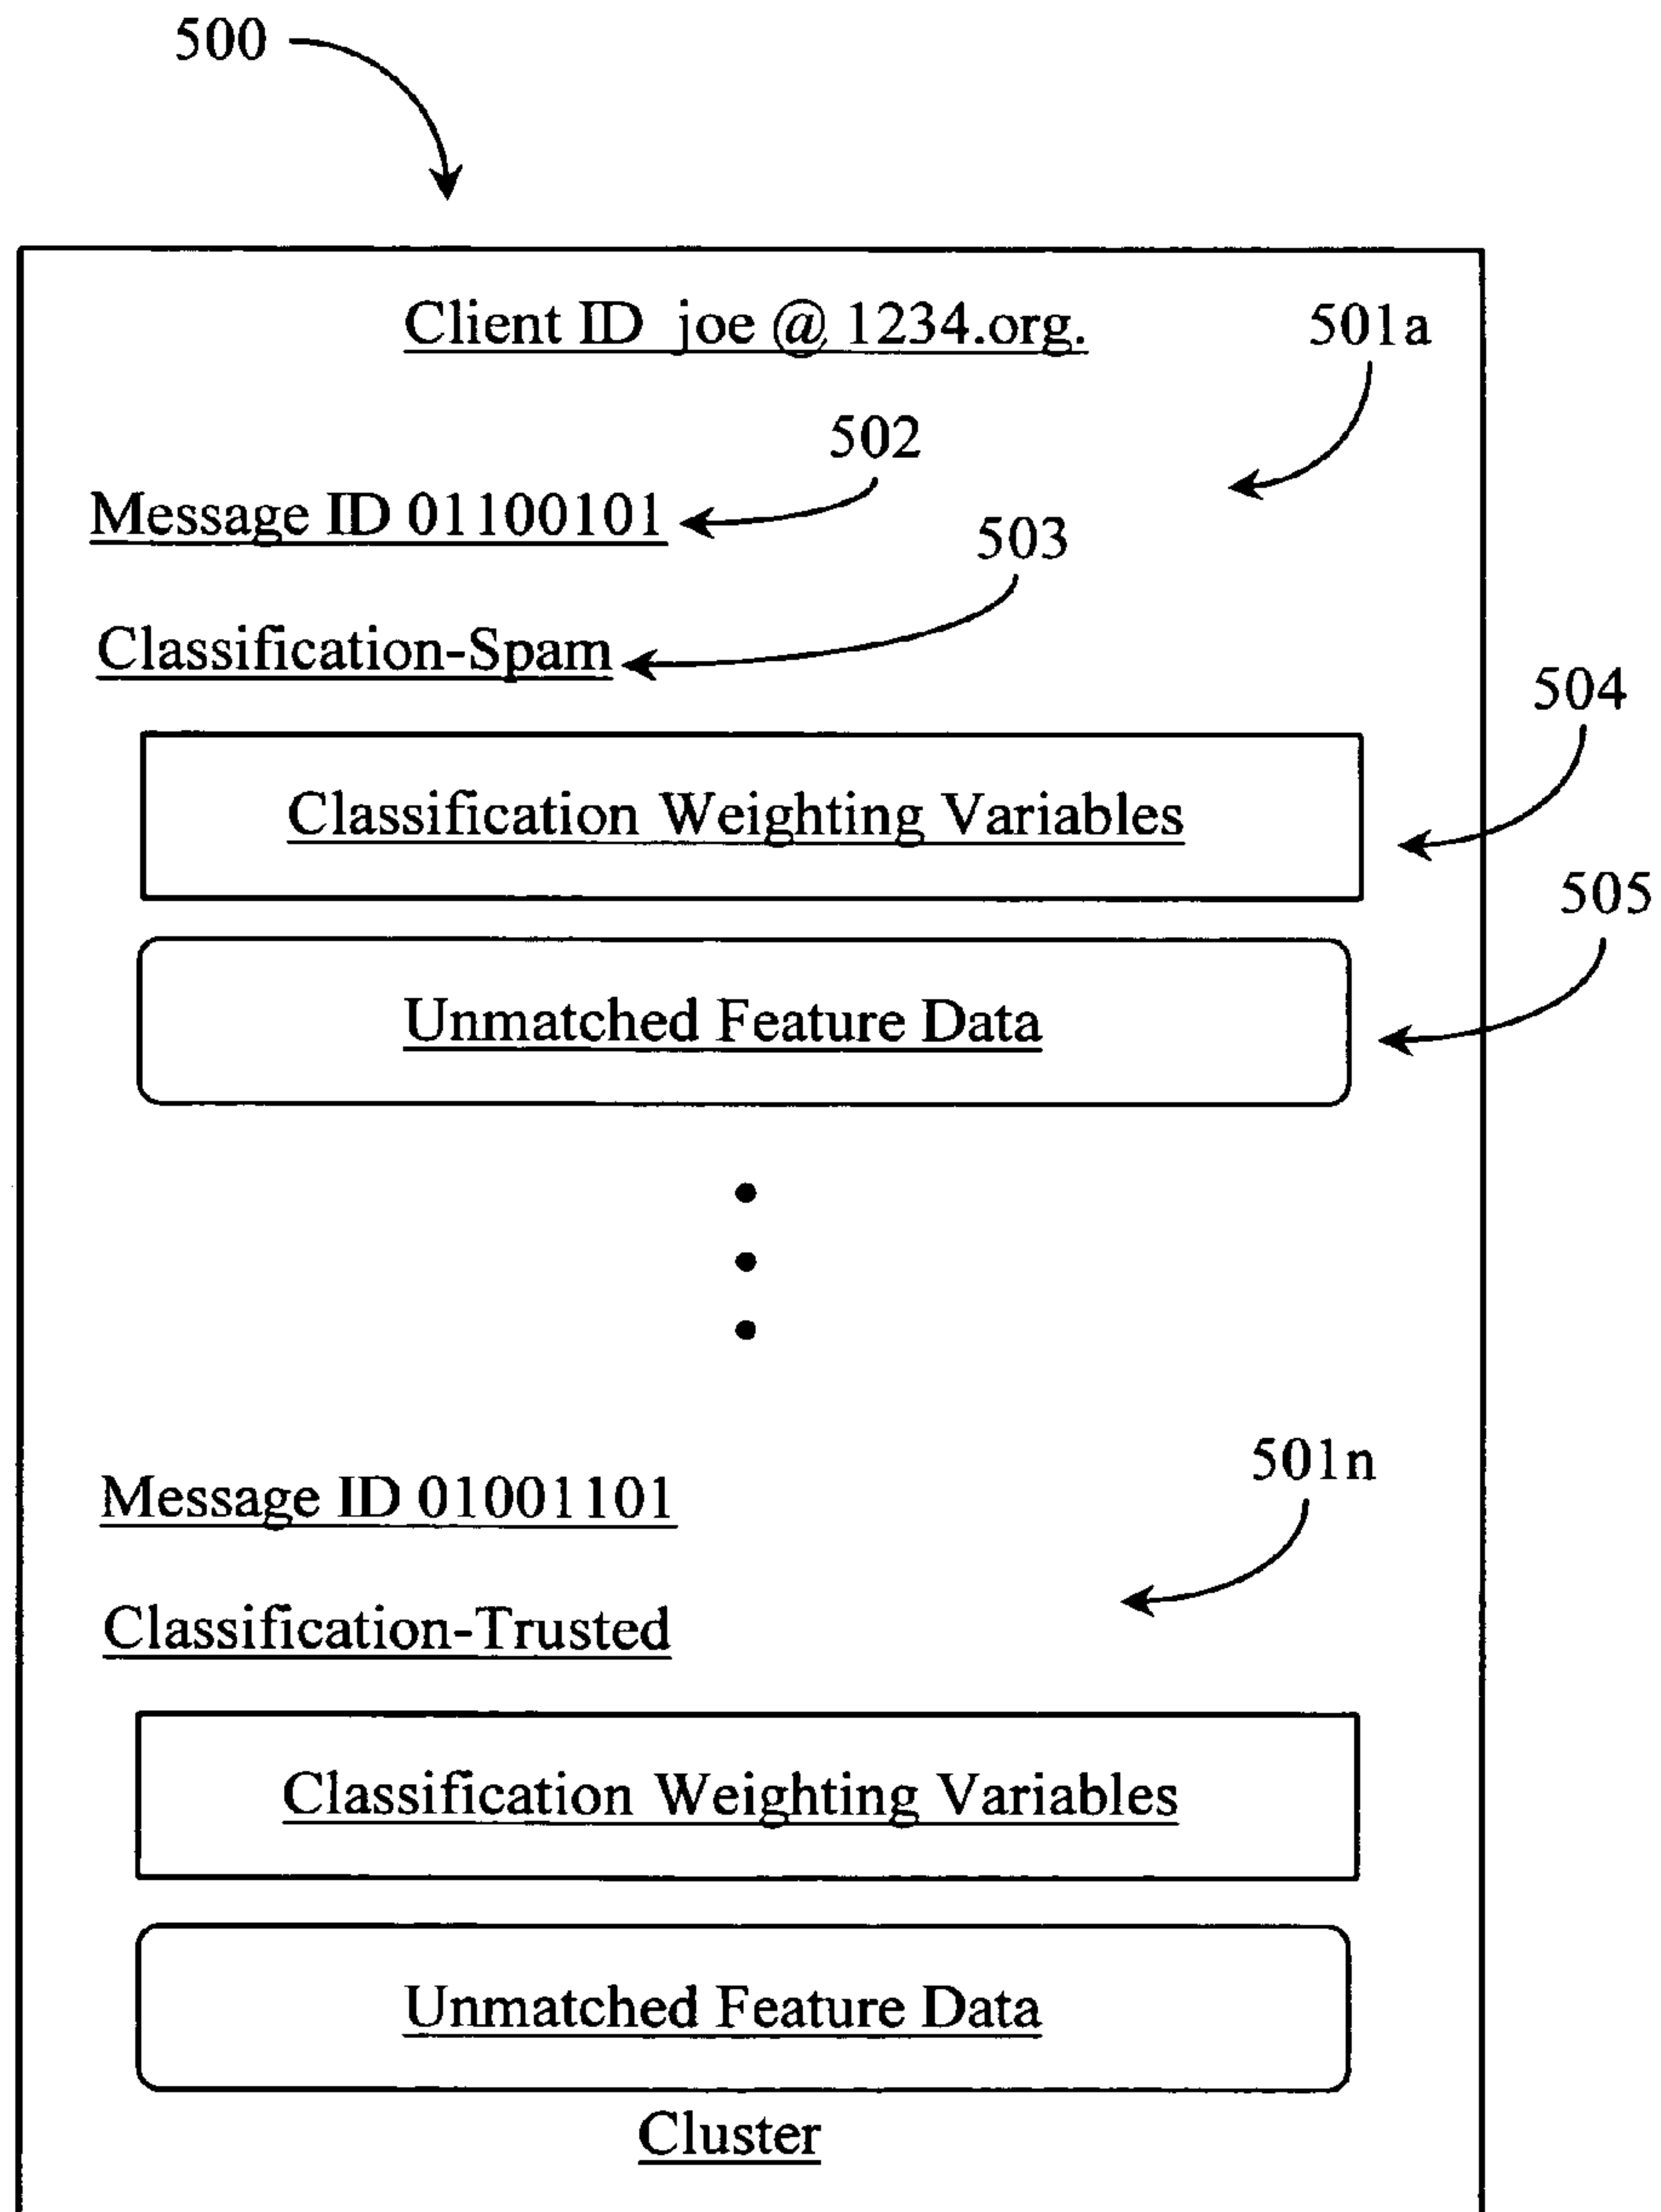 500
Client ID joe @ 1234.org.
501a
502
Message ID 01100101
503
Classification-Spam
504
Classification Weighting Variables
505
Unmatched Feature Data
501n
Message ID 01001101
Classification-Trusted
Classification Weighting Variables
Unmatched Feature Data
Cluster